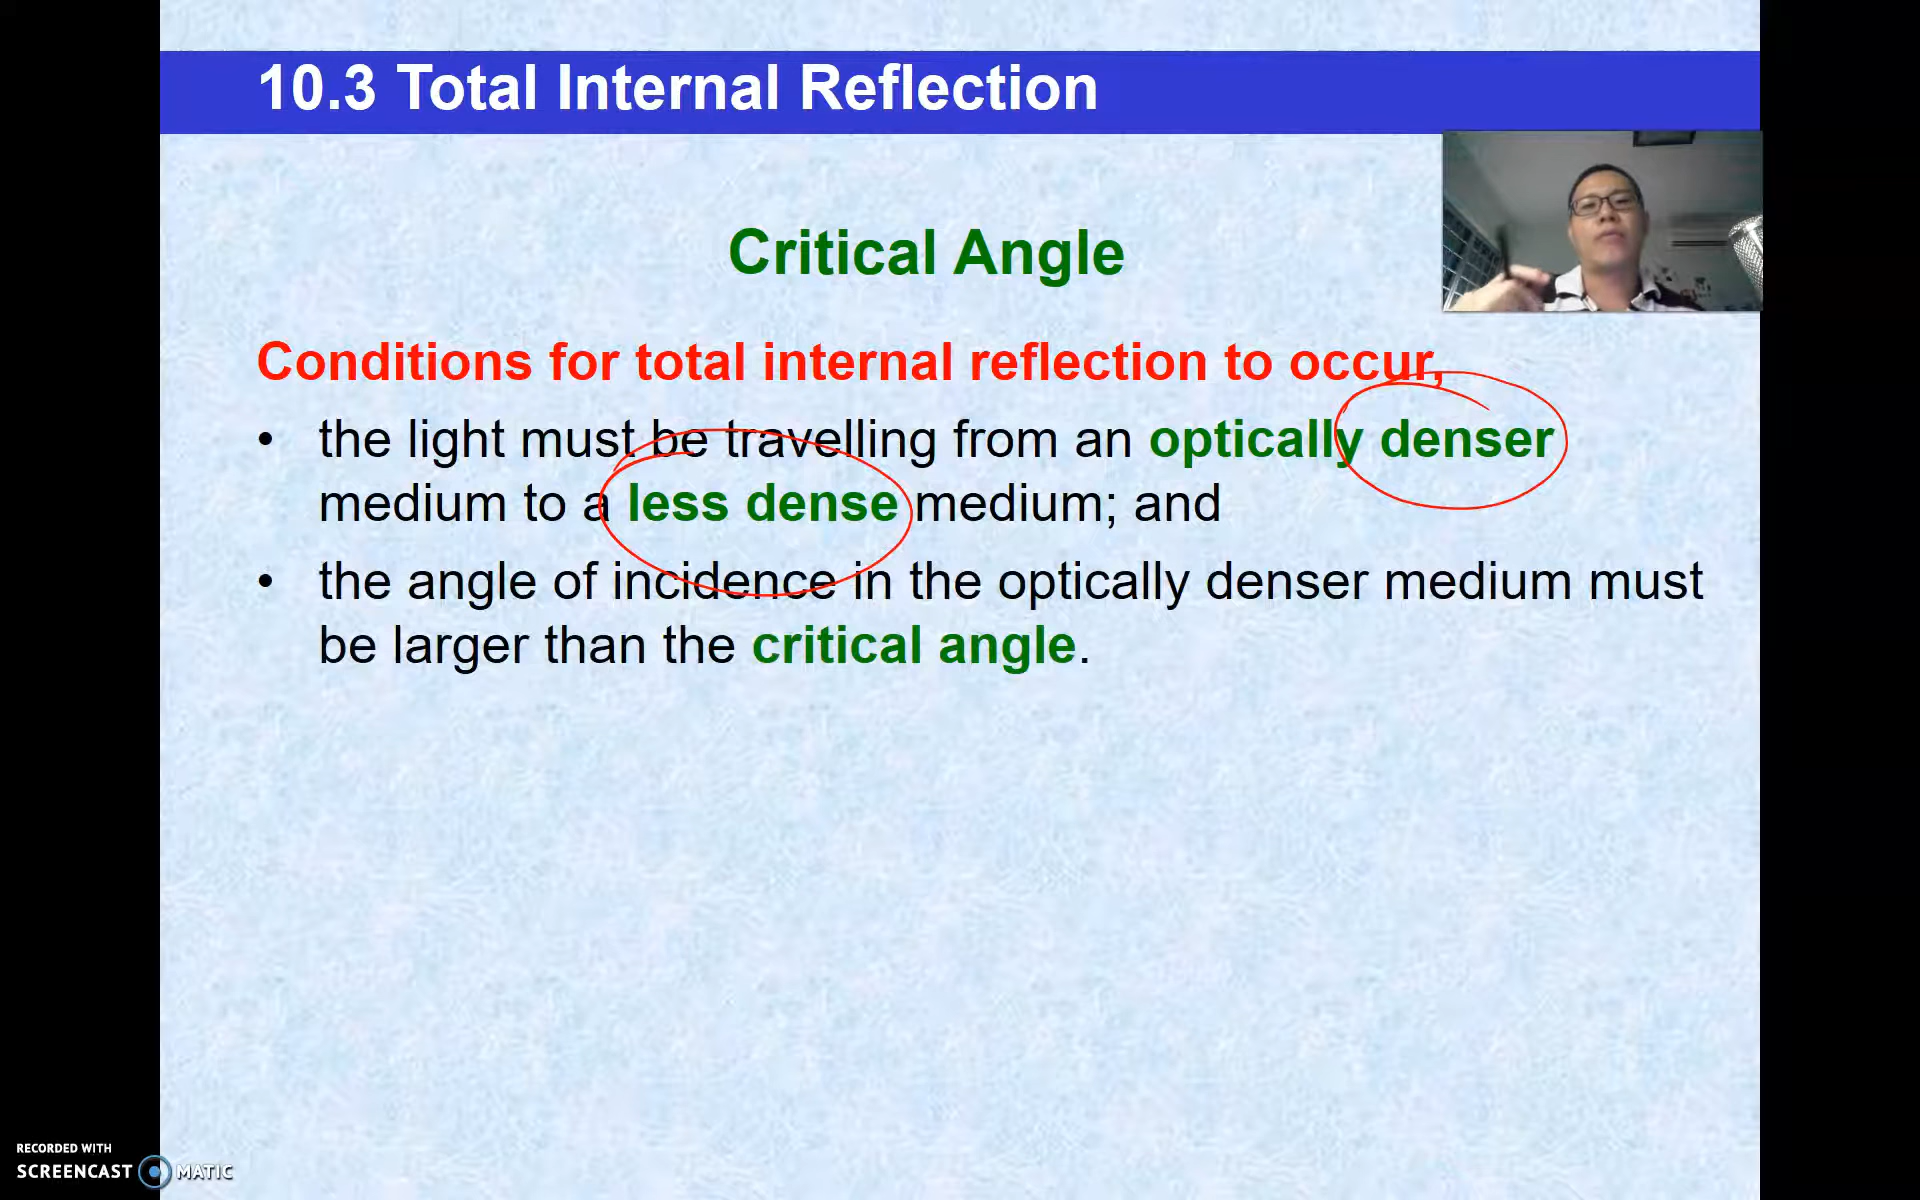 10.3 Total Internal Reflection
Critical Angle
Conditions for total internal reflection to occur,
• the light must be travelling from an optically denser
medium to a less dense medium; and
• the angle of incidence in the optically denser medium must
be larger than the critical angle.
RECORDED WITH
SCREENCAST MATIC